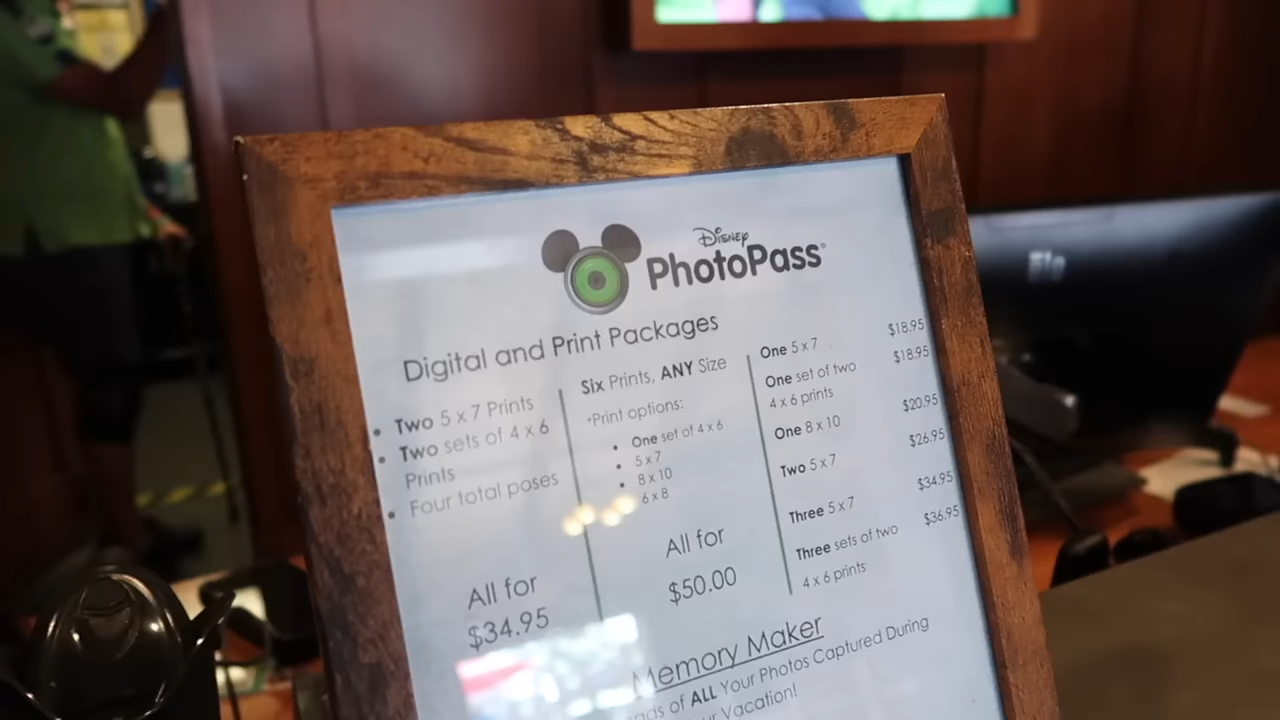 Disney
PhotoPass
Digital and Print Packages
• Two 5 x 7 Prints
• Two sets of 4 x 6
Prints
• Four total poses
All for
$34.95
Six Prints, ANY Size
*Print options:
• One set of 4 x 6
• 5 x 7
• 8 x 10
6 x 8
All for
$50.00
One 5 x 7 $18.95
One set of two $18.95
4 x 6 prints
One 8 x 10 $20.95
Two 5 x 7 $26.95
Three 5 x 7 $34.95
Three sets of two $36.95
4 x 6 prints
Memory Maker
of ALL Your Photos Captured During
Vacation!